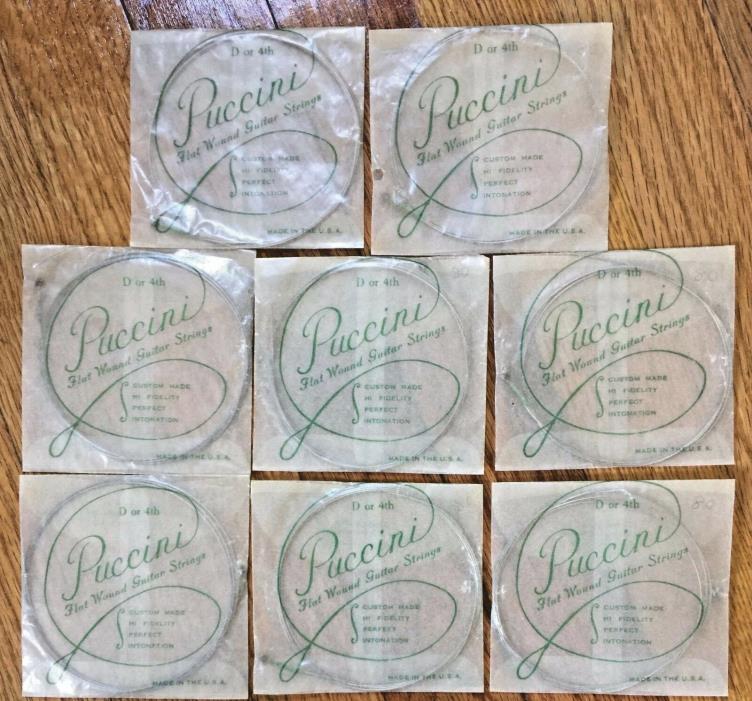 D or 4th
Puccini
Flat Wound Guitar Strings
CUSTOM MADE
HI FIDELITY
PERFECT
INTONATION
MADE IN THE U.S.A.
D or 4th
Puccini
Flat Wound Guitar Strings
CUSTOM MADE
HI FIDELITY
PERFECT
INTONATION
MADE IN THE U.S.A.
D or 4th
Puccini
Flat Wound Guitar Strings
CUSTOM MADE
HI FIDELITY
PERFECT
INTONATION
MADE IN THE U.S.A.
D or 4th
Puccini
Flat Wound Guitar Strings
CUSTOM MADE
HI FIDELITY
PERFECT
INTONATION
MADE IN THE U.S.A.
D or 4th
Puccini
Flat Wound Guitar Strings
CUSTOM MADE
HI FIDELITY
PERFECT
INTONATION
MADE IN THE U.S.A.
D or 4th
Puccini
Flat Wound Guitar Strings
CUSTOM MADE
HI FIDELITY
PERFECT
INTONATION
MADE IN THE U.S.A.
D or 4th
Puccini
Flat Wound Guitar Strings
CUSTOM MADE
HI FIDELITY
PERFECT
INTONATION
MADE IN THE U.S.A.
D or 4th
Puccini
Flat Wound Guitar Strings
CUSTOM MADE
HI FIDELITY
PERFECT
INTONATION
MADE IN THE U.S.A.